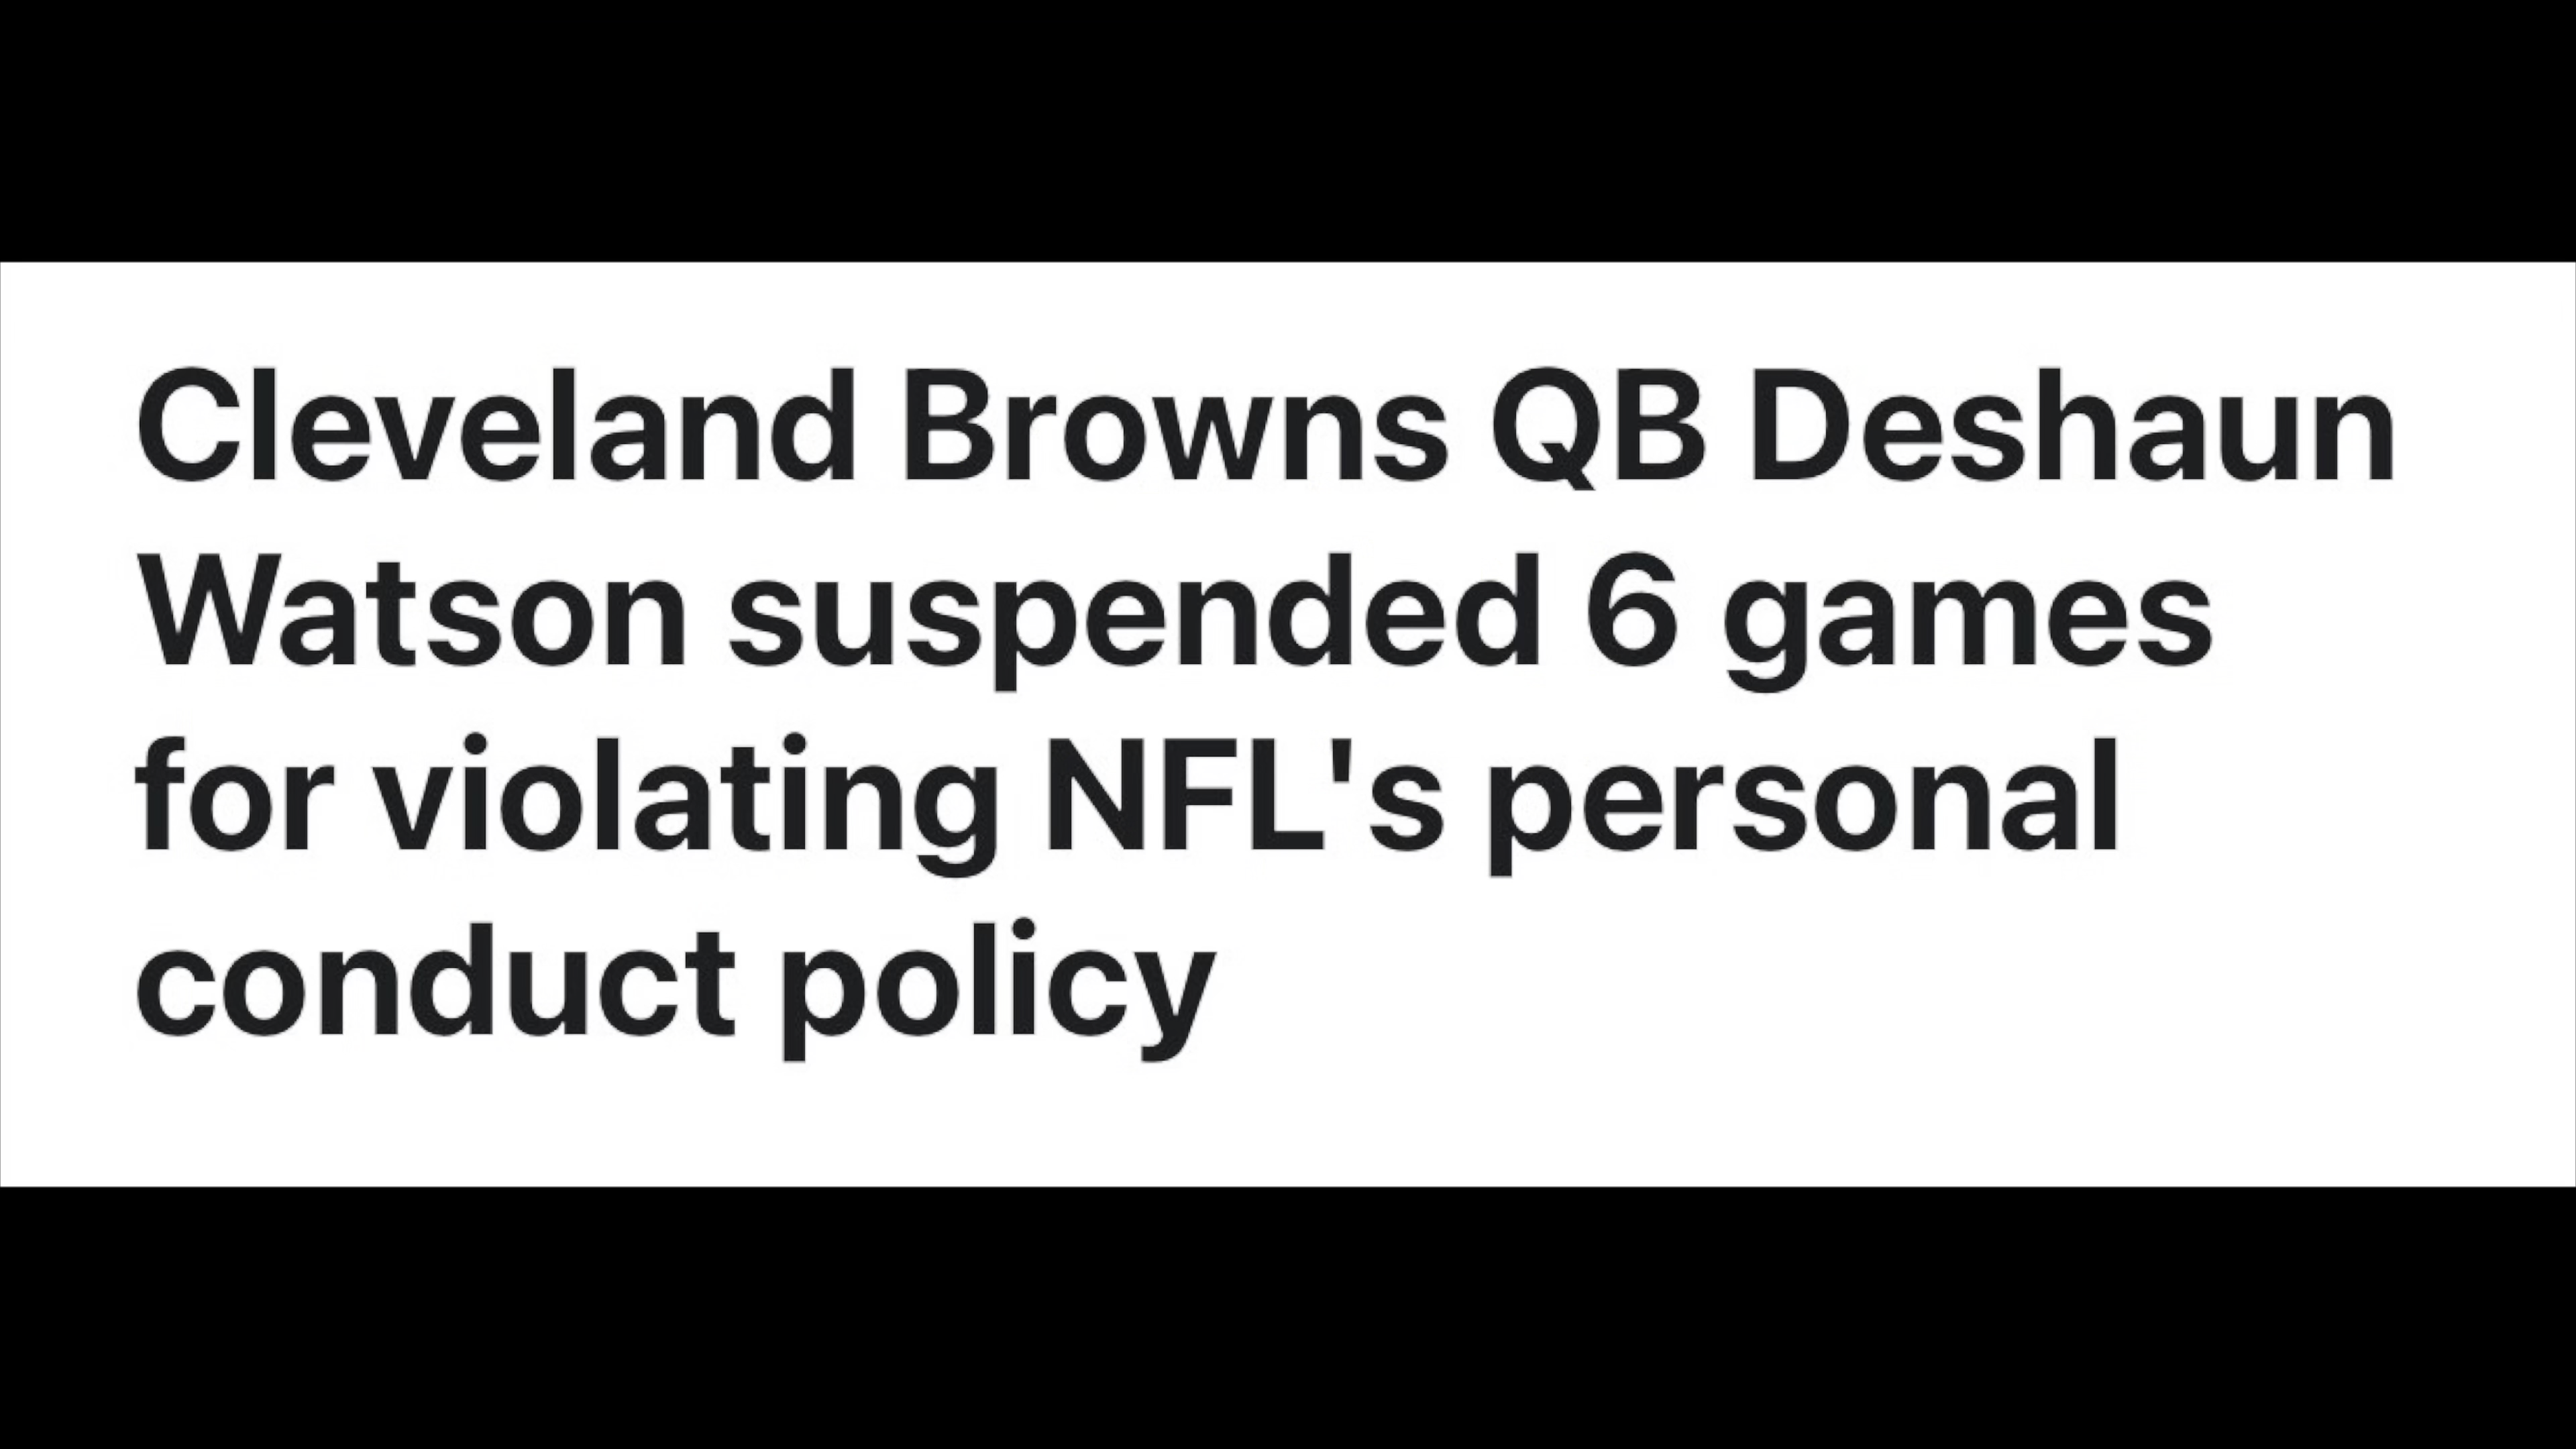 Cleveland Browns QB Deshaun
Watson suspended 6 games
for violating NFL's personal
conduct policy